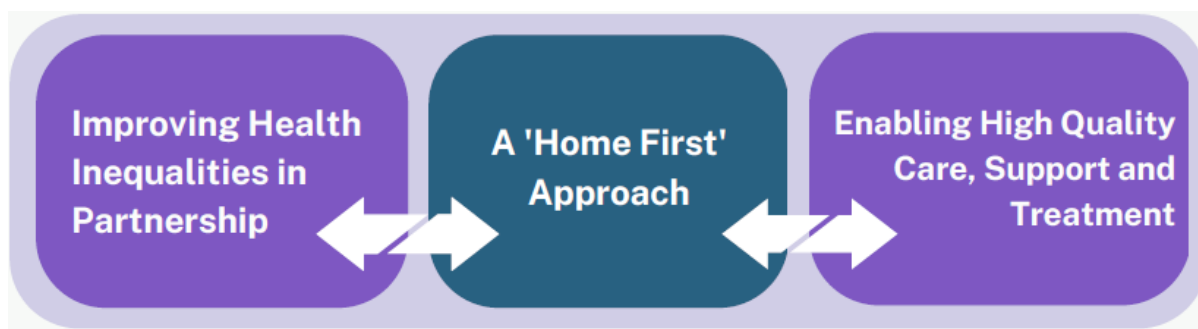 Improving Health
Inequalities in
Partnership
A 'Home First'
Approach
Enabling High Quality
Care, Support and
Treatment